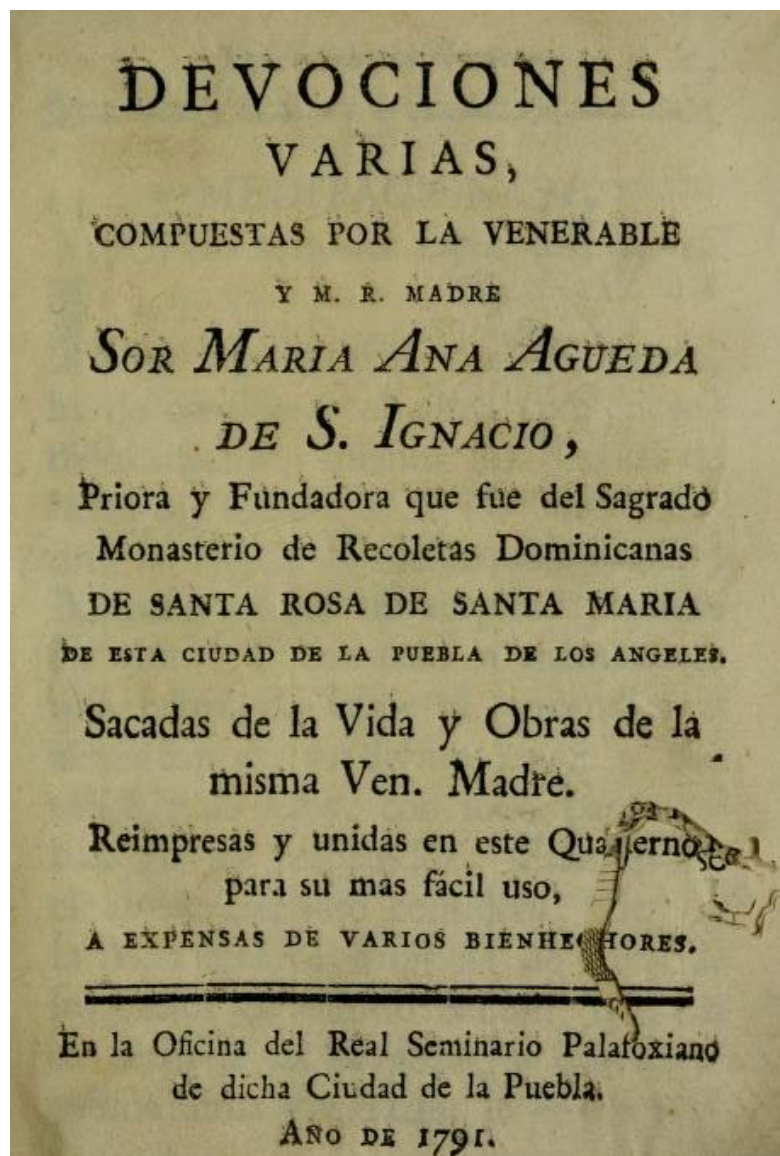 DEVOCIONES
VARIAS,
COMPUESTAS POR LA VENERABLE
Y M. R. MADRE
SOR MARIA ANA AGUEDA
DE S. IGNACIO,
Priora y Fundadora que fue del Sagrado
Monasterio de Recoletas Dominicanas
DE SANTA ROSA DE SANTA MARIA
DE ESTA CIUDAD DE LA PUEBLA DE LOS ANGELES.
Sacadas de la Vida y Obras de la
misma Ven. Madre.
Reimpresas y unidas en este Quaderno
para su mas fácil uso,
A EXPENSAS DE VARIOS BIENHECHORES.
En la Oficina del Real Seminario Palafoxiano
de dicha Ciudad de la Puebla.
AÑO DE 1791.